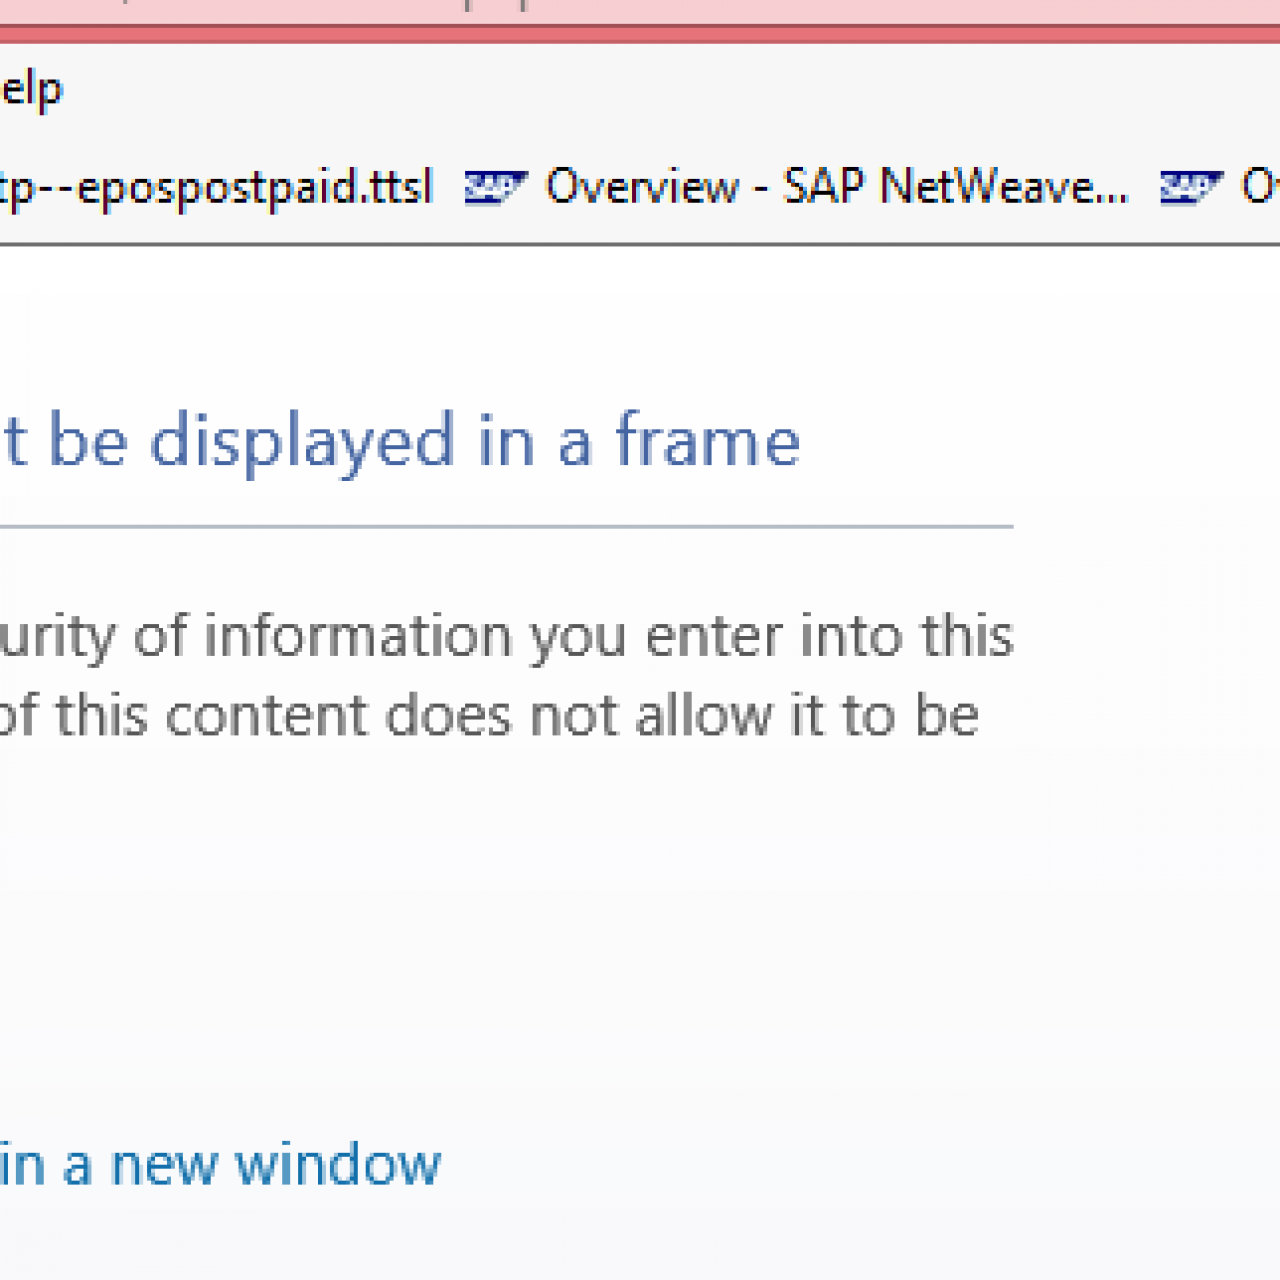 elp
tp--epospostpaid.ttsl SAP Overview - SAP NetWeave... SAP O
t be displayed in a frame
urity of information you enter into this
of this content does not allow it to be
in a new window